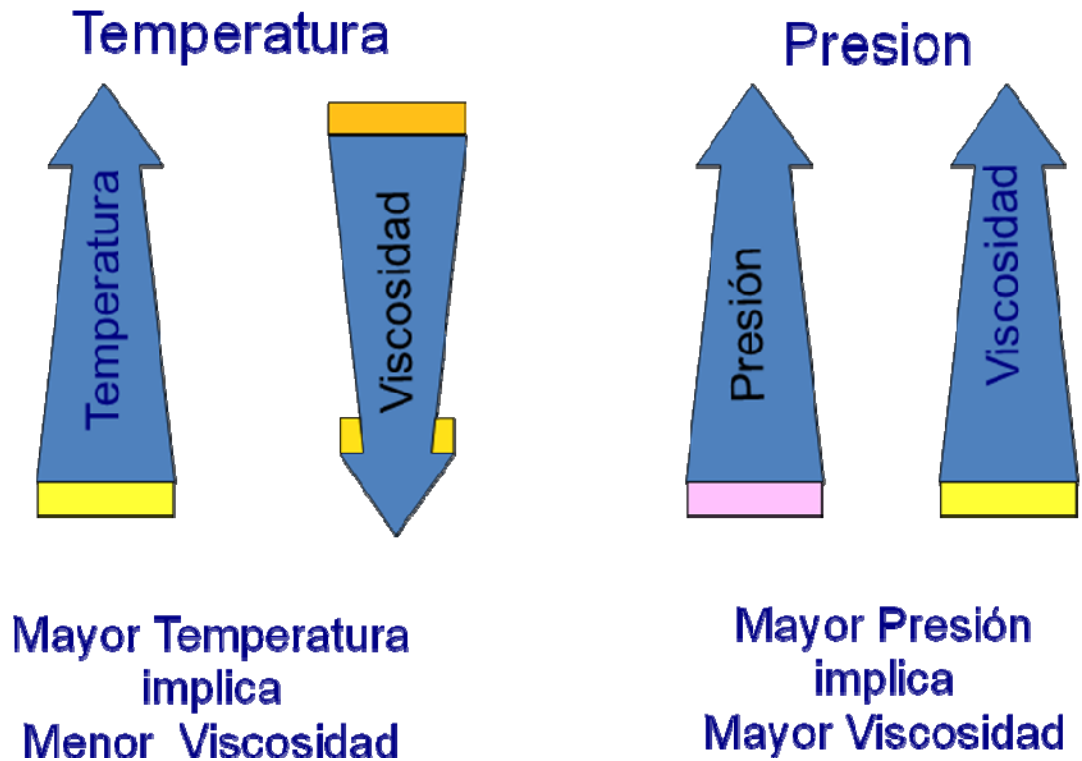 Temperatura
Temperatura
Viscosidad
Mayor Temperatura
implica
Menor Viscosidad
Presion
Presión
Viscosidad
Mayor Presión
implica
Mayor Viscosidad